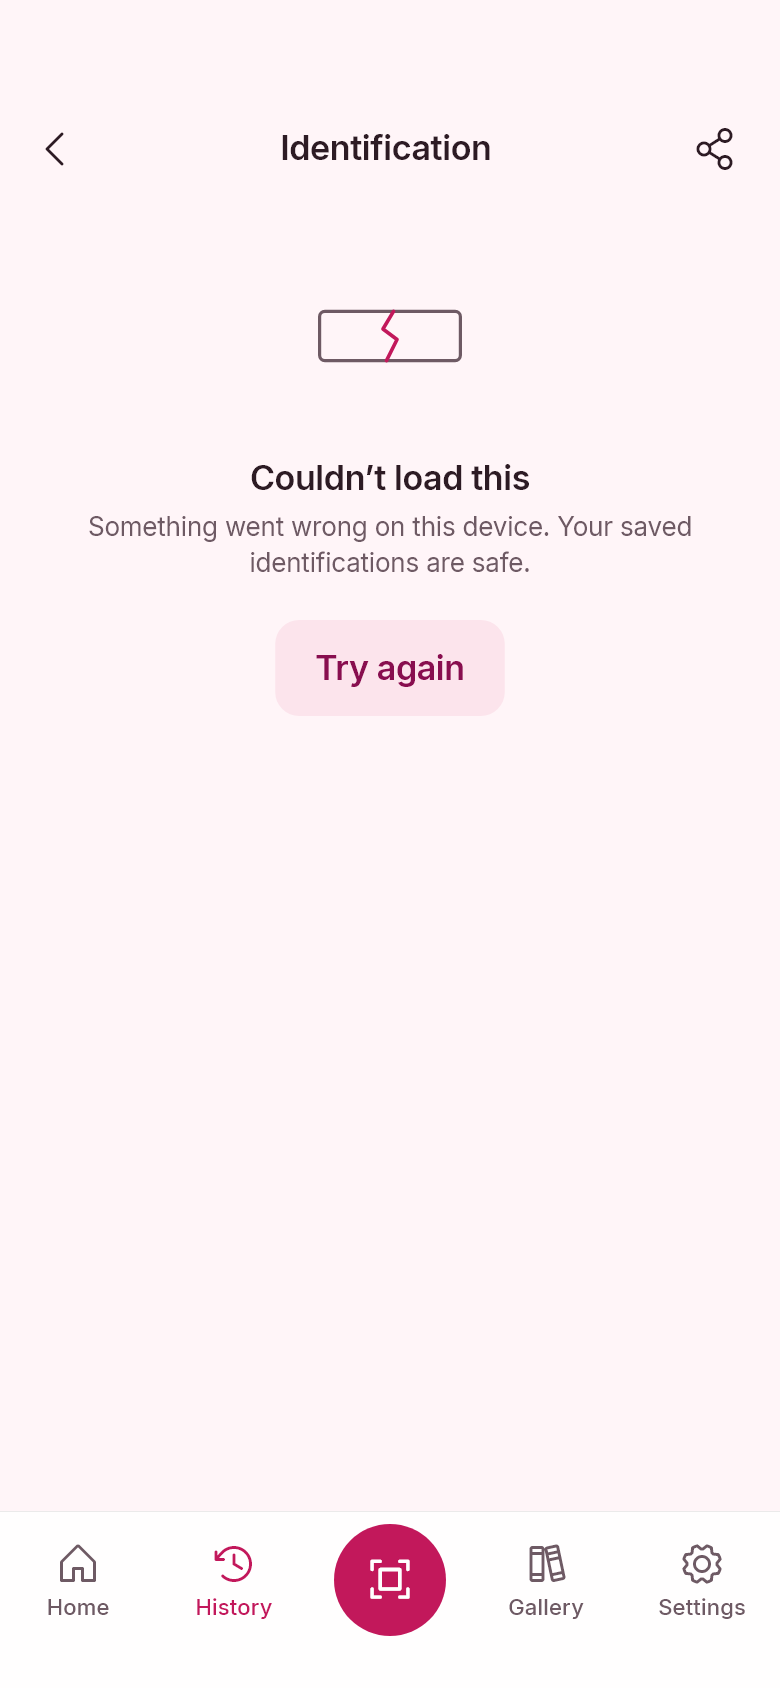 Identification
Couldn’t load this
Something went wrong on this device. Your saved
identifications are safe.
Try again
Home
History
Gallery
Settings